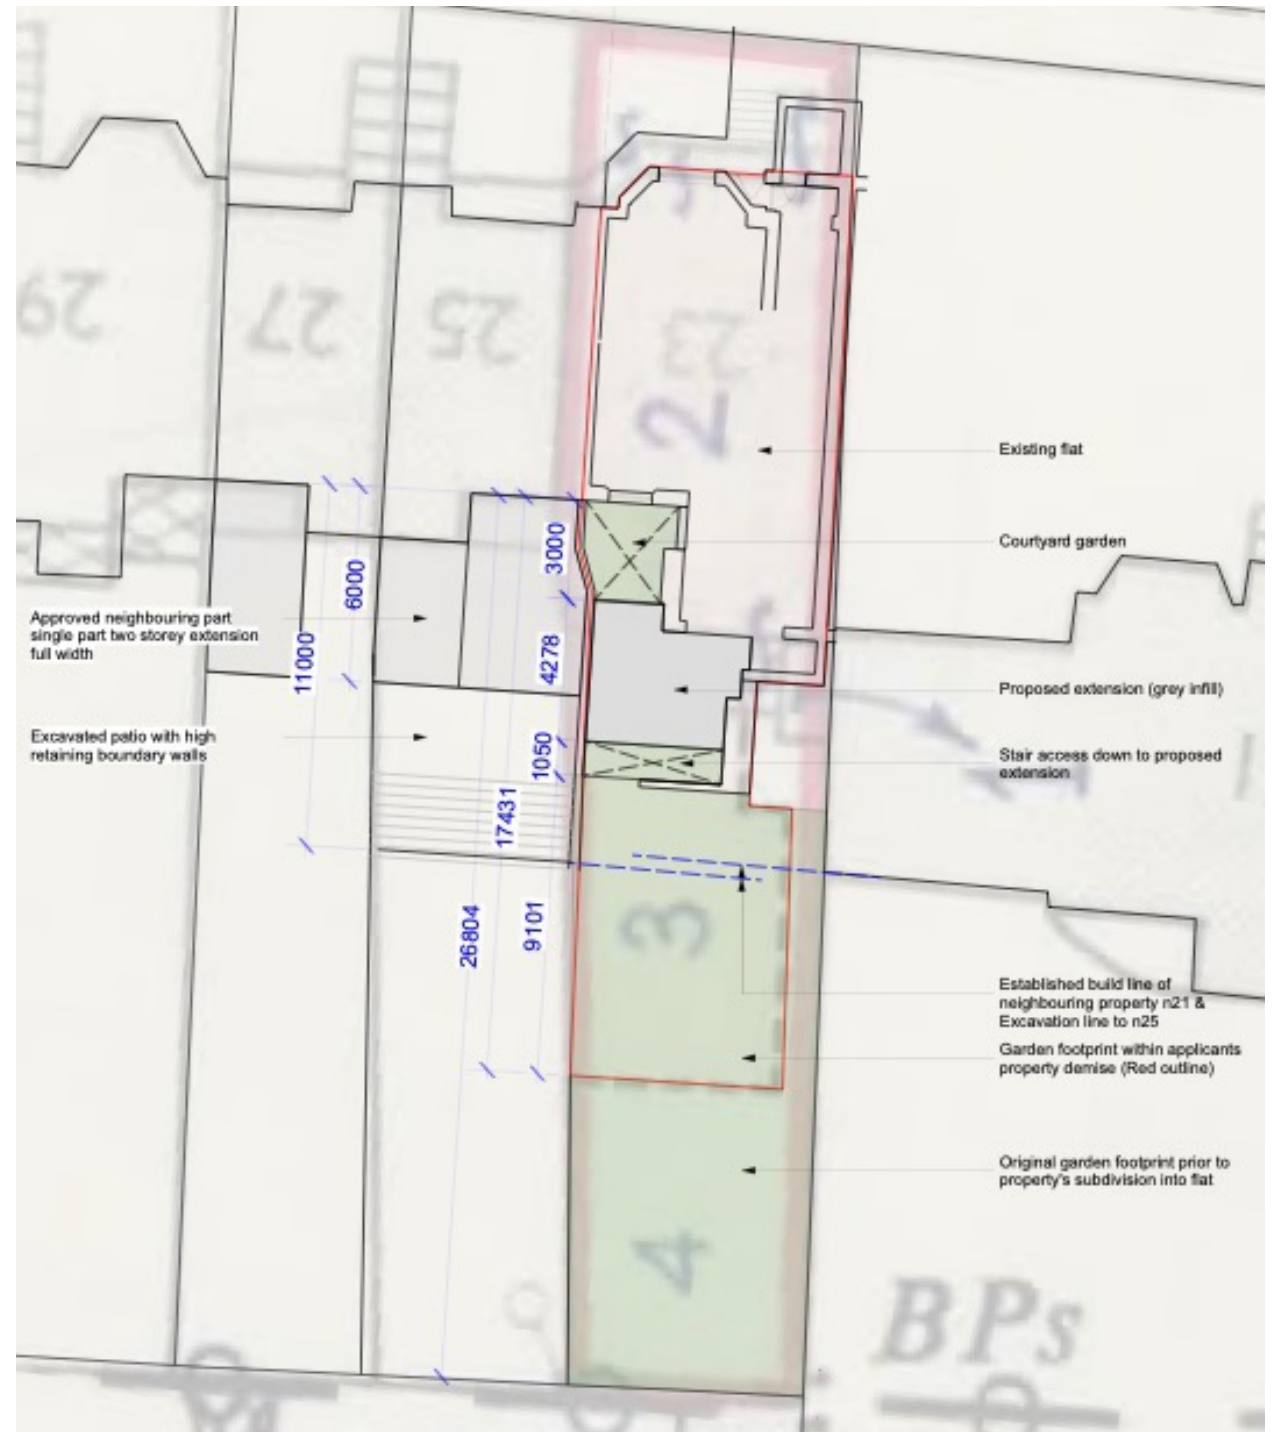 29
27
25
23
2
Existing flat
Courtyard garden
3000
6000
Approved neighbouring part
single part two storey extension
full width
11000
4278
Proposed extension (grey infill)
Excavated patio with high
retaining boundary walls
1050
Stair access down to proposed
extension
17431
3
26804
9101
Established build line of
neighbouring property n21 &
Excavation line to n25
Garden footprint within applicants
property demise (Red outline)
Original garden footprint prior to
property's subdivision into flat
4
BPs